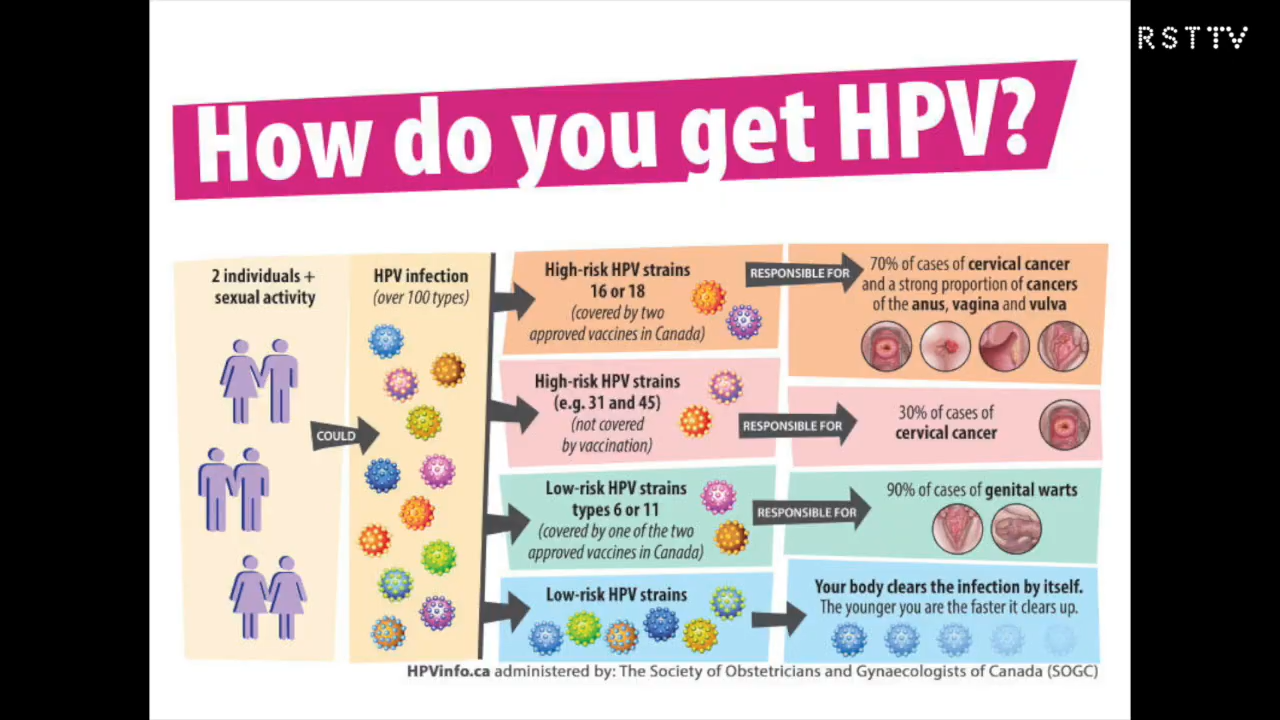 RSTTV
How do you get HPV?
2 individuals +
sexual activity
COULD
HPV infection
(over 100 types)
High-risk HPV strains
16 or 18
(covered by two
approved vaccines in Canada)
RESPONSIBLE FOR
70% of cases of cervical cancer
and a strong proportion of cancers
of the anus, vagina and vulva
High-risk HPV strains
(e.g. 31 and 45)
(not covered
by vaccination)
RESPONSIBLE FOR
30% of cases of
cervical cancer
Low-risk HPV strains
types 6 or 11
(covered by one of the two
approved vaccines in Canada)
RESPONSIBLE FOR
90% of cases of genital warts
Low-risk HPV strains
Your body clears the infection by itself.
The younger you are the faster it clears up.
HPVinfo.ca administered by: The Society of Obstetricians and Gynaecologists of Canada (SOGC)